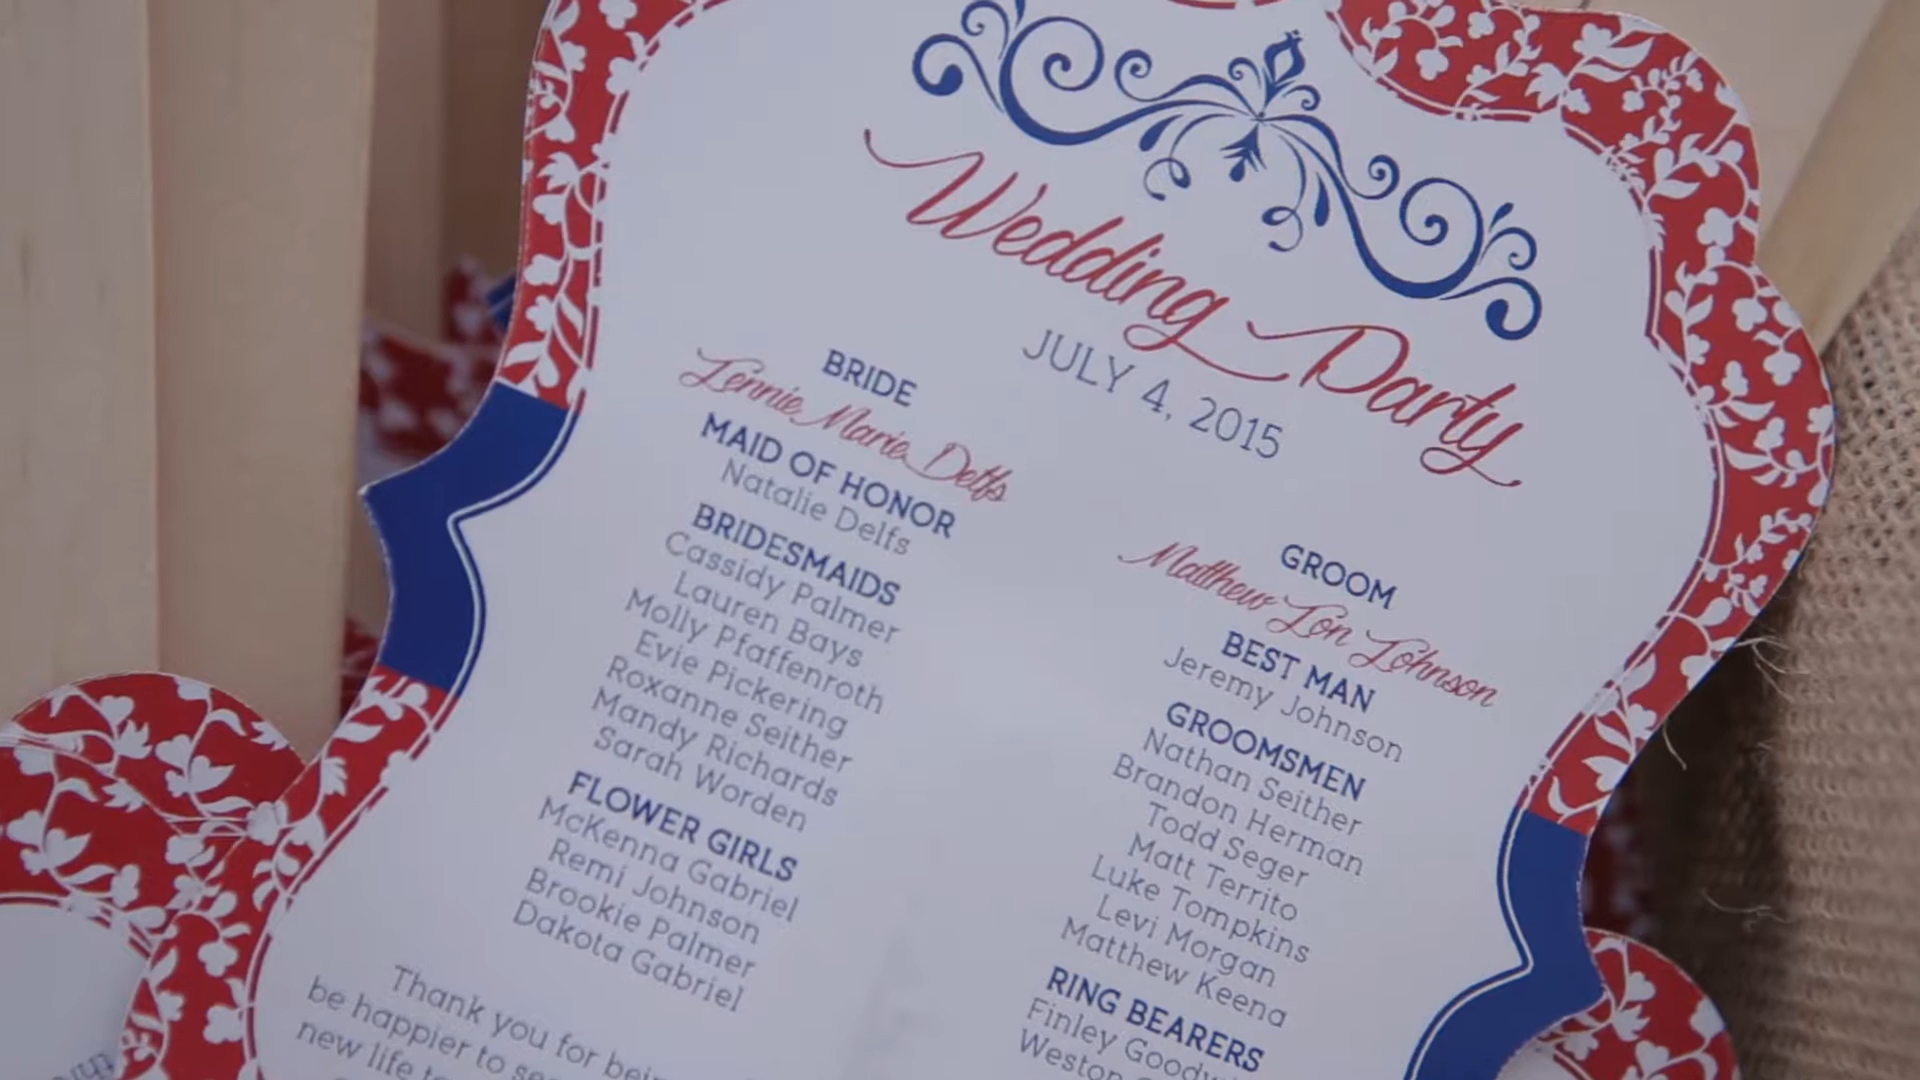 Wedding Party
JULY 4, 2015
BRIDE
Jennie Marie Delfs
MAID OF HONOR
Natalie Delfs
BRIDESMAIDS
Cassidy Palmer
Lauren Bays
Molly Pfaffenroth
Evie Pickering
Roxanne Seither
Mandy Richards
Sarah Worden
FLOWER GIRLS
McKenna Gabriel
Remi Johnson
Brookie Palmer
Dakota Gabriel
GROOM
Matthew Jon Johnson
BEST MAN
Jeremy Johnson
GROOMSMEN
Nathan Seither
Brandon Herman
Todd Seger
Matt Territo
Luke Tompkins
Levi Morgan
Matthew Keena
RING BEARERS
Finley
Weston
Thank you for
be happier to
new life